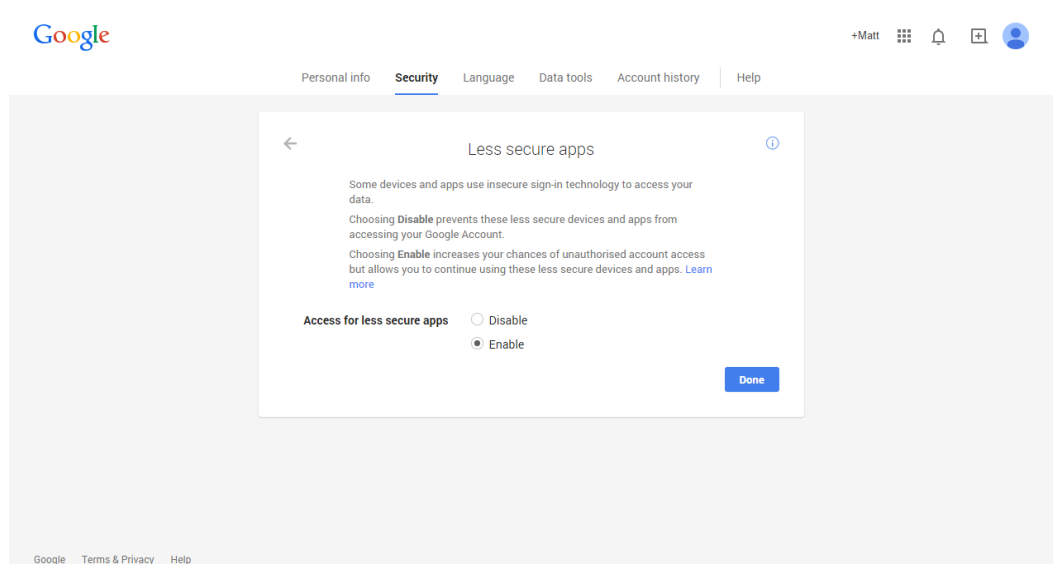 Google
+Matt
Personal info Security Language Data tools Account history Help
Less secure apps
Some devices and apps use insecure sign-in technology to access your
data.
Choosing Disable prevents these less secure devices and apps from
accessing your Google Account.
Choosing Enable increases your chances of unauthorised account access
but allows you to continue using these less secure devices and apps. Learn
more
Access for less secure apps Disable
Enable
Done
Google Terms & Privacy Help